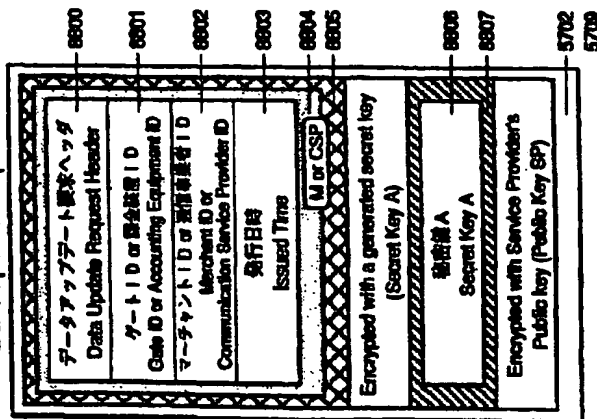 データアップデート要求ヘッダ
Data Update Request Header
8800
ゲートID or 課金装置ID
Gate ID or Accounting Equipment ID
8801
マーチャントID or 通信事業者ID
Merchant ID or
Communication Service Provider ID
8802
発行日時
Issued Time
8803
M or CSP
8804
8805
Encrypted with a generated secret key
(Secret Key A)
秘密鍵A
Secret Key A
8806
8807
Encrypted with Service Provider's
Public key (Public Key SP)
5702
5709